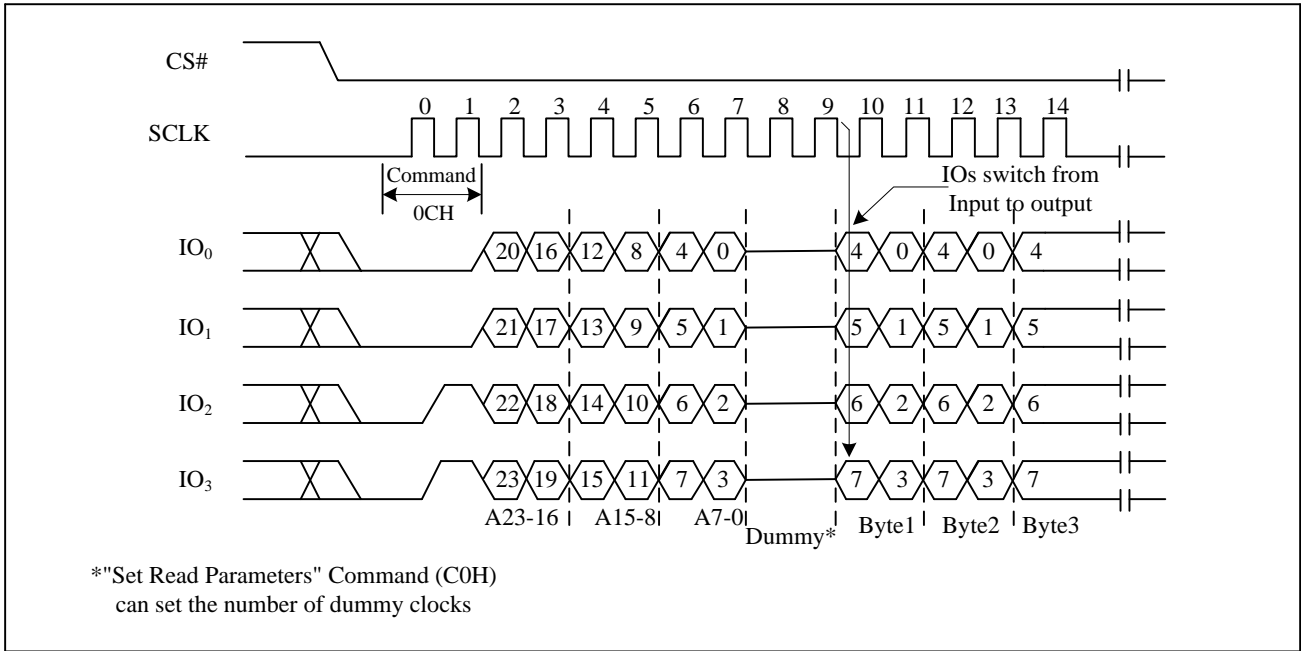 CS#
0 1 2 3 4 5 6 7 8 9 10 11 12 13 14
SCLK
Command
0CH
IOs switch from
Input to output
IO0 20 16 12 8 4 0 4 0 4 0 4
IO1 21 17 13 9 5 1 5 1 5 1 5
IO2 22 18 14 10 6 2 6 2 6 2 6
IO3 23 19 15 11 7 3 7 3 7 3 7
A23-16 A15-8 A7-0 Dummy* Byte1 Byte2 Byte3
*"Set Read Parameters" Command (C0H)
can set the number of dummy clocks